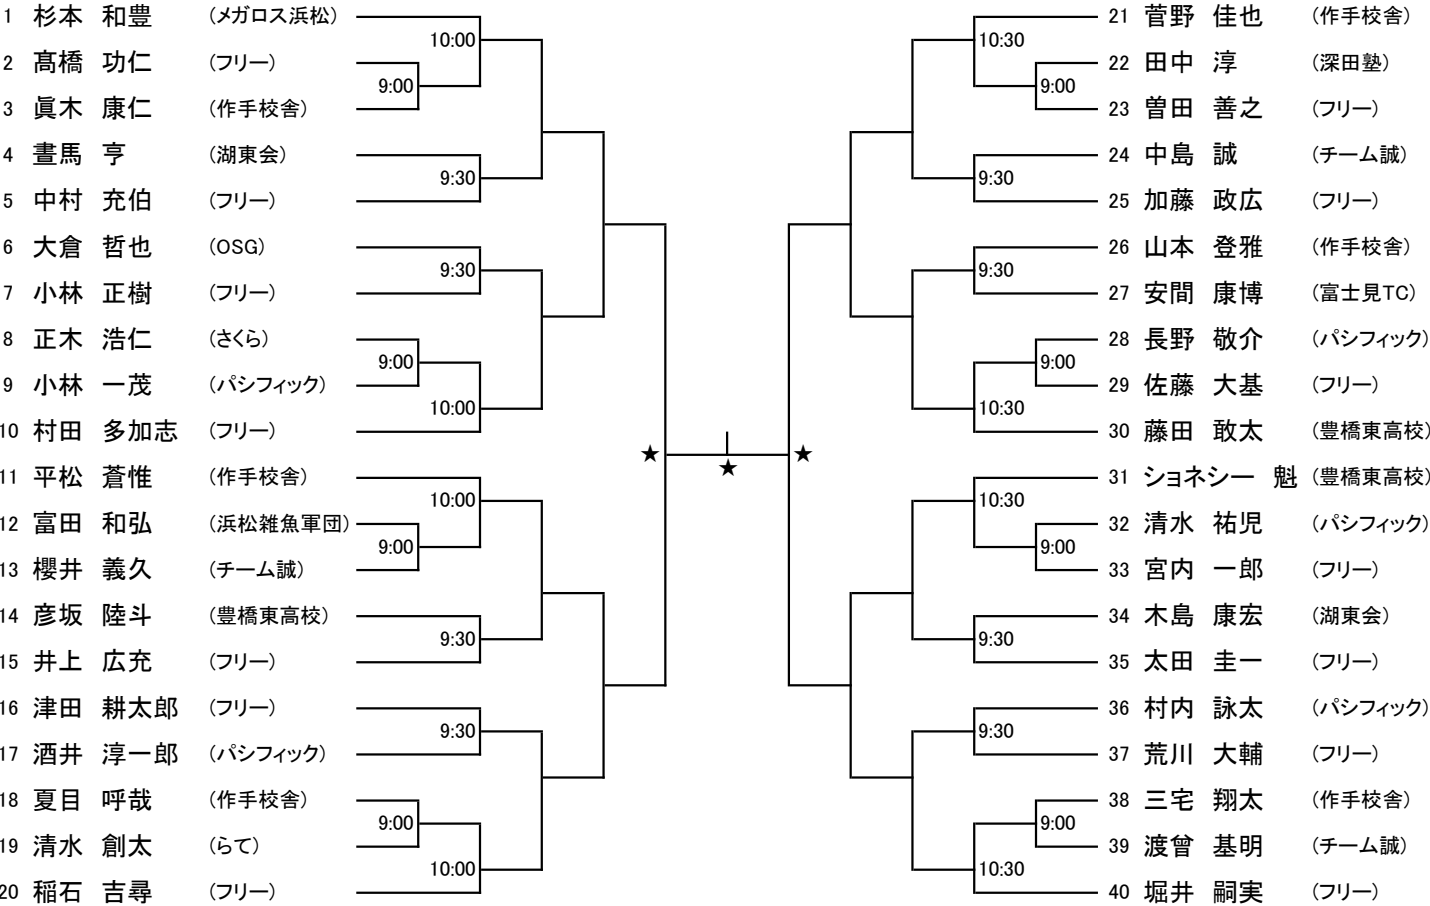 1 杉本 和豊 (メガロス浜松)
10:00
2 髙橋 功仁 (フリー)
9:00
3 眞木 康仁 (作手校舎)
4 晝馬 亨 (湖東会)
9:30
5 中村 充伯 (フリー)
6 大倉 哲也 (OSG)
9:30
7 小林 正樹 (フリー)
8 正木 浩仁 (さくら)
9:00
9 小林 一茂 (パシフィック)
10:00
10 村田 多加志 (フリー)
11 平松 蒼惟 (作手校舎)
10:00
12 富田 和弘 (浜松雑魚軍団)
9:00
13 櫻井 義久 (チーム誠)
14 彦坂 陸斗 (豊橋東高校)
9:30
15 井上 広充 (フリー)
16 津田 耕太郎 (フリー)
9:30
17 酒井 淳一郎 (パシフィック)
18 夏目 呼哉 (作手校舎)
9:00
19 清水 創太 (らて)
10:00
20 稲石 吉尋 (フリー)
★ ★ ★
21 菅野 佳也 (作手校舎)
10:30
22 田中 淳 (深田塾)
9:00
23 曽田 善之 (フリー)
24 中島 誠 (チーム誠)
9:30
25 加藤 政広 (フリー)
26 山本 登雅 (作手校舎)
9:30
27 安間 康博 (富士見TC)
28 長野 敬介 (パシフィック)
9:00
29 佐藤 大基 (フリー)
10:30
30 藤田 敢太 (豊橋東高校)
31 ショネシー 魁 (豊橋東高校)
10:30
32 清水 祐児 (パシフィック)
9:00
33 宮内 一郎 (フリー)
34 木島 康宏 (湖東会)
9:30
35 太田 圭一 (フリー)
36 村内 詠太 (パシフィック)
9:30
37 荒川 大輔 (フリー)
38 三宅 翔太 (作手校舎)
9:00
39 渡曾 基明 (チーム誠)
10:30
40 堀井 嗣実 (フリー)